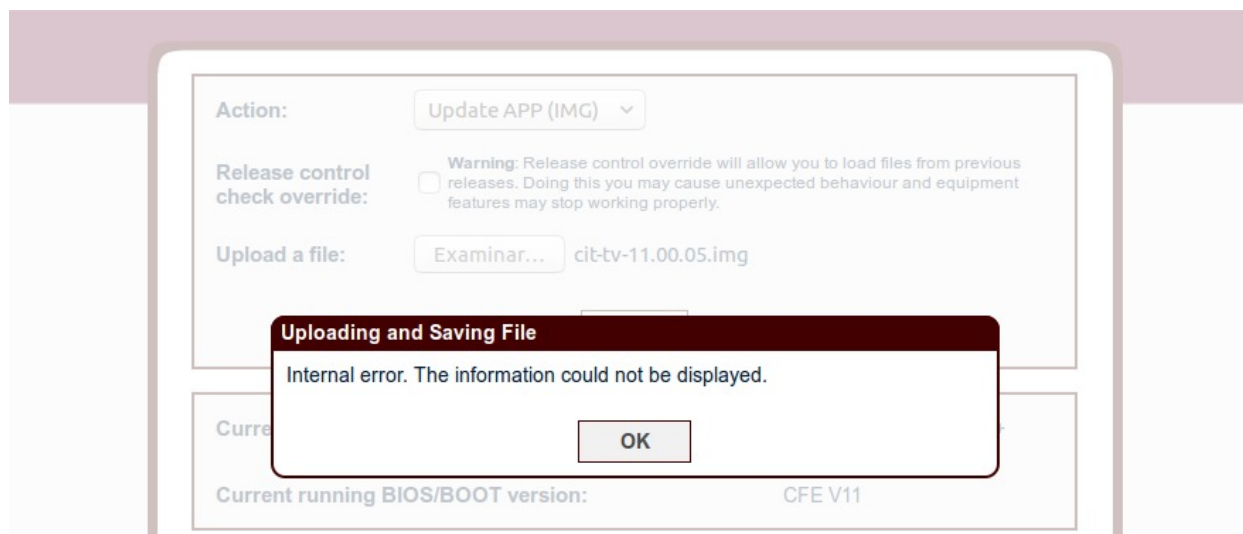 Action:
Update APP (IMG)
Release control
check override:
Warning: Release control override will allow you to load files from previous
releases. Doing this you may cause unexpected behaviour and equipment
features may stop working properly.
Upload a file:
Examinar...
cit-tv-11.00.05.img
Uploading and Saving File
Internal error. The information could not be displayed.
OK
Curre
Current running BIOS/BOOT version:
CFE V11